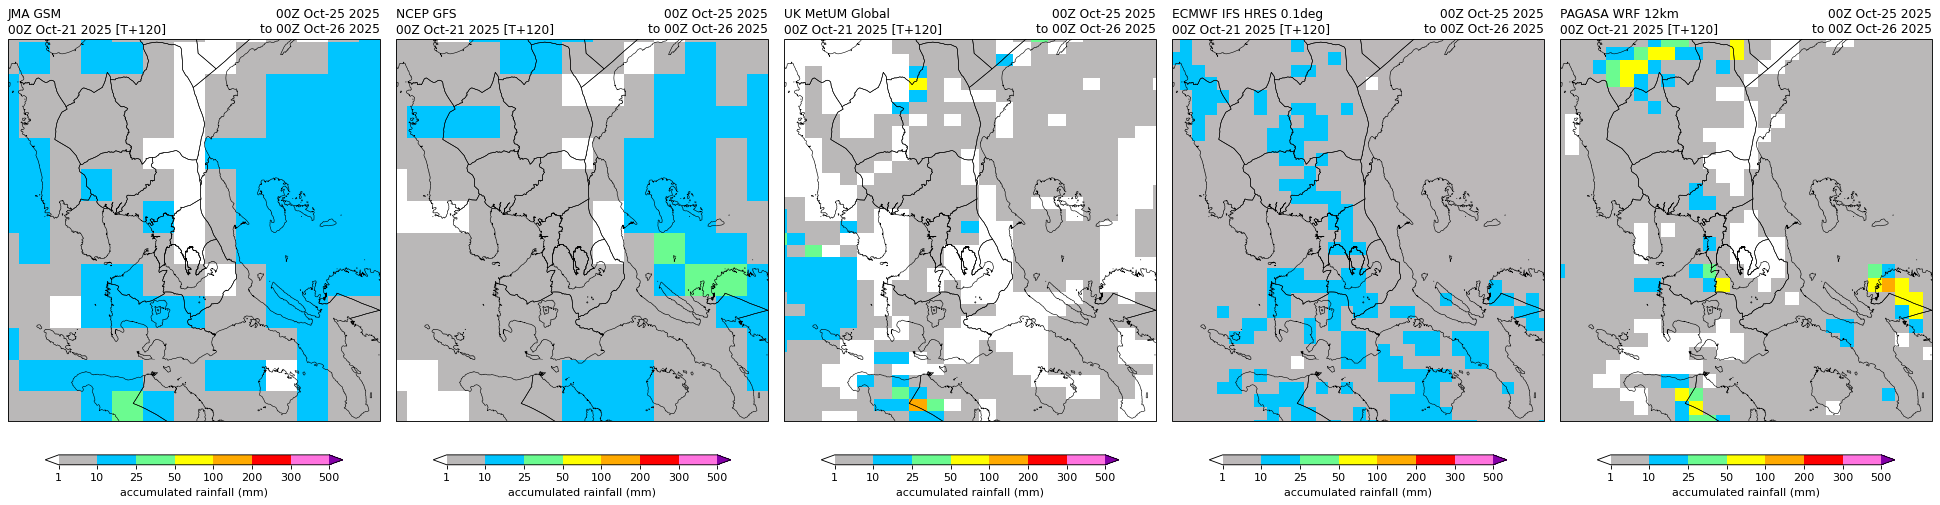 JMA GSM 00Z Oct-25 2025
00Z Oct-21 2025 [T+120] to 00Z Oct-26 2025
NCEP GFS 00Z Oct-25 2025
00Z Oct-21 2025 [T+120] to 00Z Oct-26 2025
UK MetUM Global 00Z Oct-25 2025
00Z Oct-21 2025 [T+120] to 00Z Oct-26 2025
ECMWF IFS HRES 0.1deg 00Z Oct-25 2025
00Z Oct-21 2025 [T+120] to 00Z Oct-26 2025
PAGASA WRF 12km 00Z Oct-25 2025
00Z Oct-21 2025 [T+120] to 00Z Oct-26 2025
1 10 25 50 100 200 300 500
accumulated rainfall (mm)
1 10 25 50 100 200 300 500
accumulated rainfall (mm)
1 10 25 50 100 200 300 500
accumulated rainfall (mm)
1 10 25 50 100 200 300 500
accumulated rainfall (mm)
1 10 25 50 100 200 300 500
accumulated rainfall (mm)